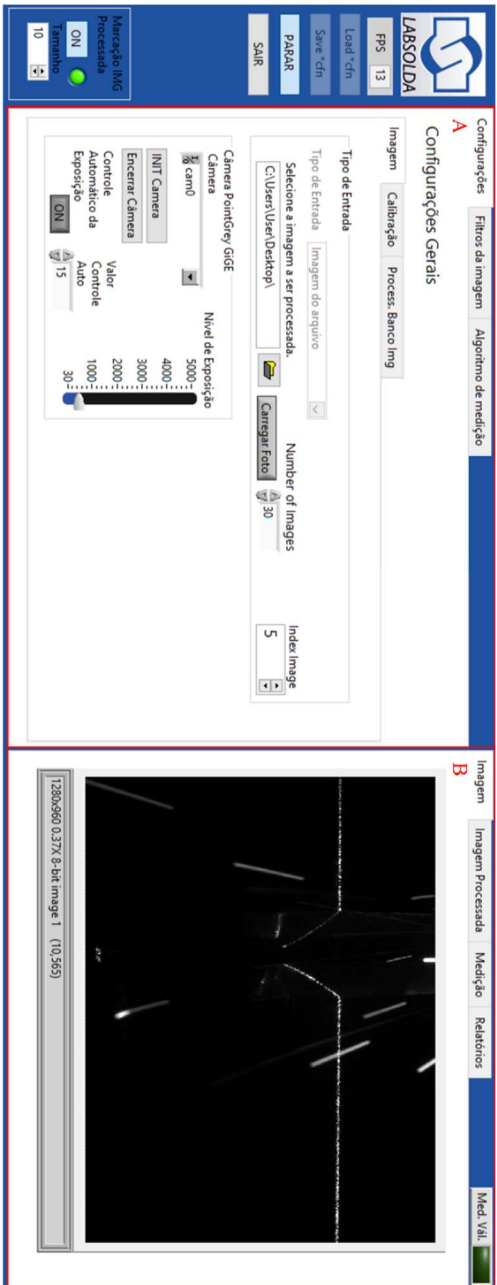 LABSOLDA
FPS 13
Load *cfn
Save *cfn
PARAR
SAIR
Marcação IMG
Processada
ON
Tamanho
10
Configurações Filtros da imagem Algoritmo de medição
A
Configurações Gerais
Imagem Calibração Process. Banco Img
Tipo de Entrada
Tipo de Entrada Imagem do arquivo
Selecione a imagem a ser processada.
C:\Users\User\Desktop\
Carregar Foto
Number of Images
30
Index Image
5
Câmera PointGrey GiGE
Câmera
cam0
INIT Camera
Encerrar Câmera
Controle
Automático da
Exposição
ON
Valor
Controle
Auto
15
Nível de Exposição
5000
4000
3000
2000
1000
30
Imagem Imagem Processada Medição Relatórios
Med. Vál.
B
1280x960 0.37X 8-bit image 1 (10,565)